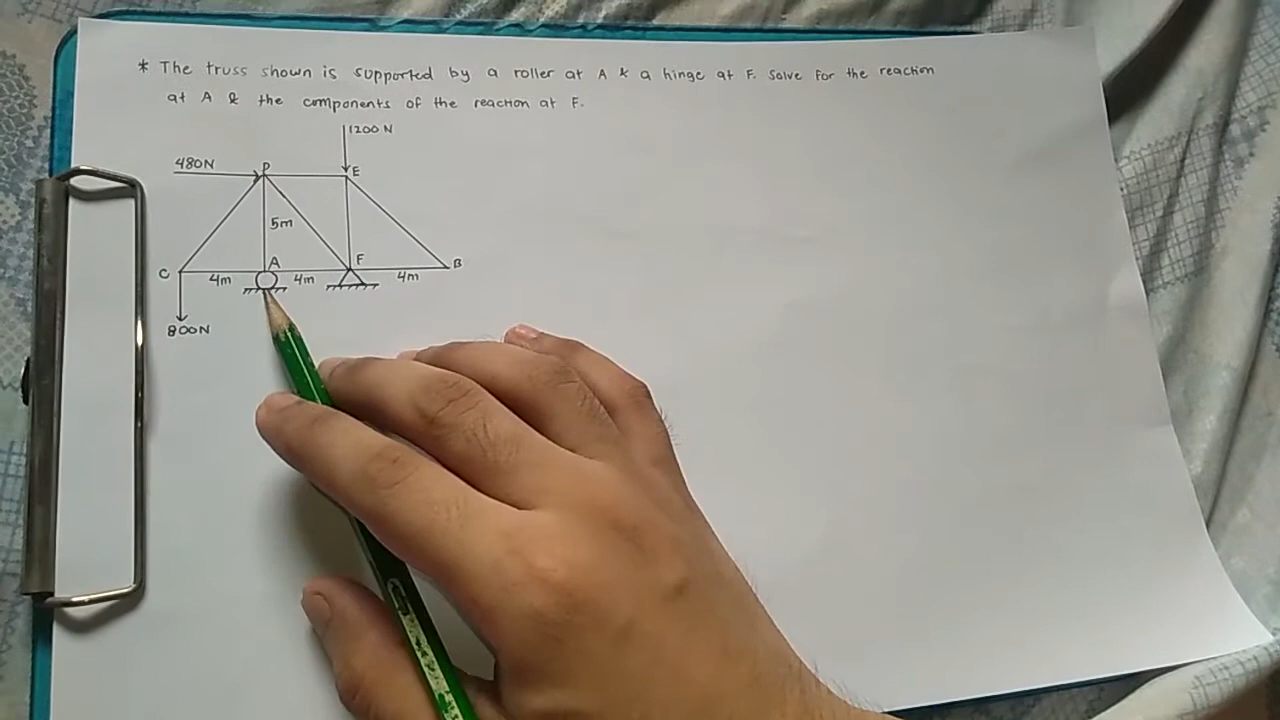 * The truss shown is supported by a roller at A & a hinge at F. Solve for the reaction
at A & the components of the reaction at F.
1200 N
480N
D
E
5m
C
A
F
B
4m
4m
4m
800N